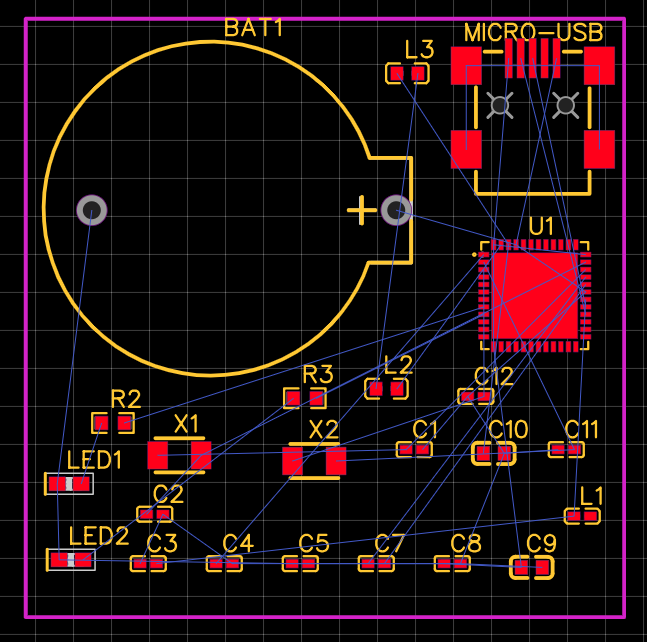 BAT1
MICRO-USB
L3
+
U1
R3
L2
C12
R2
X1
X2
C1
C10
C11
LED1
C2
L1
LED2
C3
C4
C5
C7
C8
C9